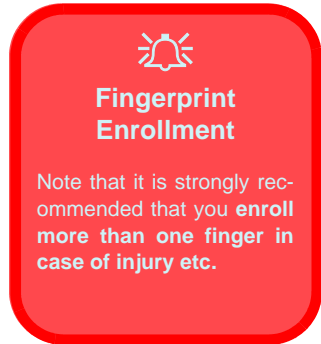 Fingerprint
Enrollment
Note that it is strongly rec-
ommended that you enroll
more than one finger in
case of injury etc.